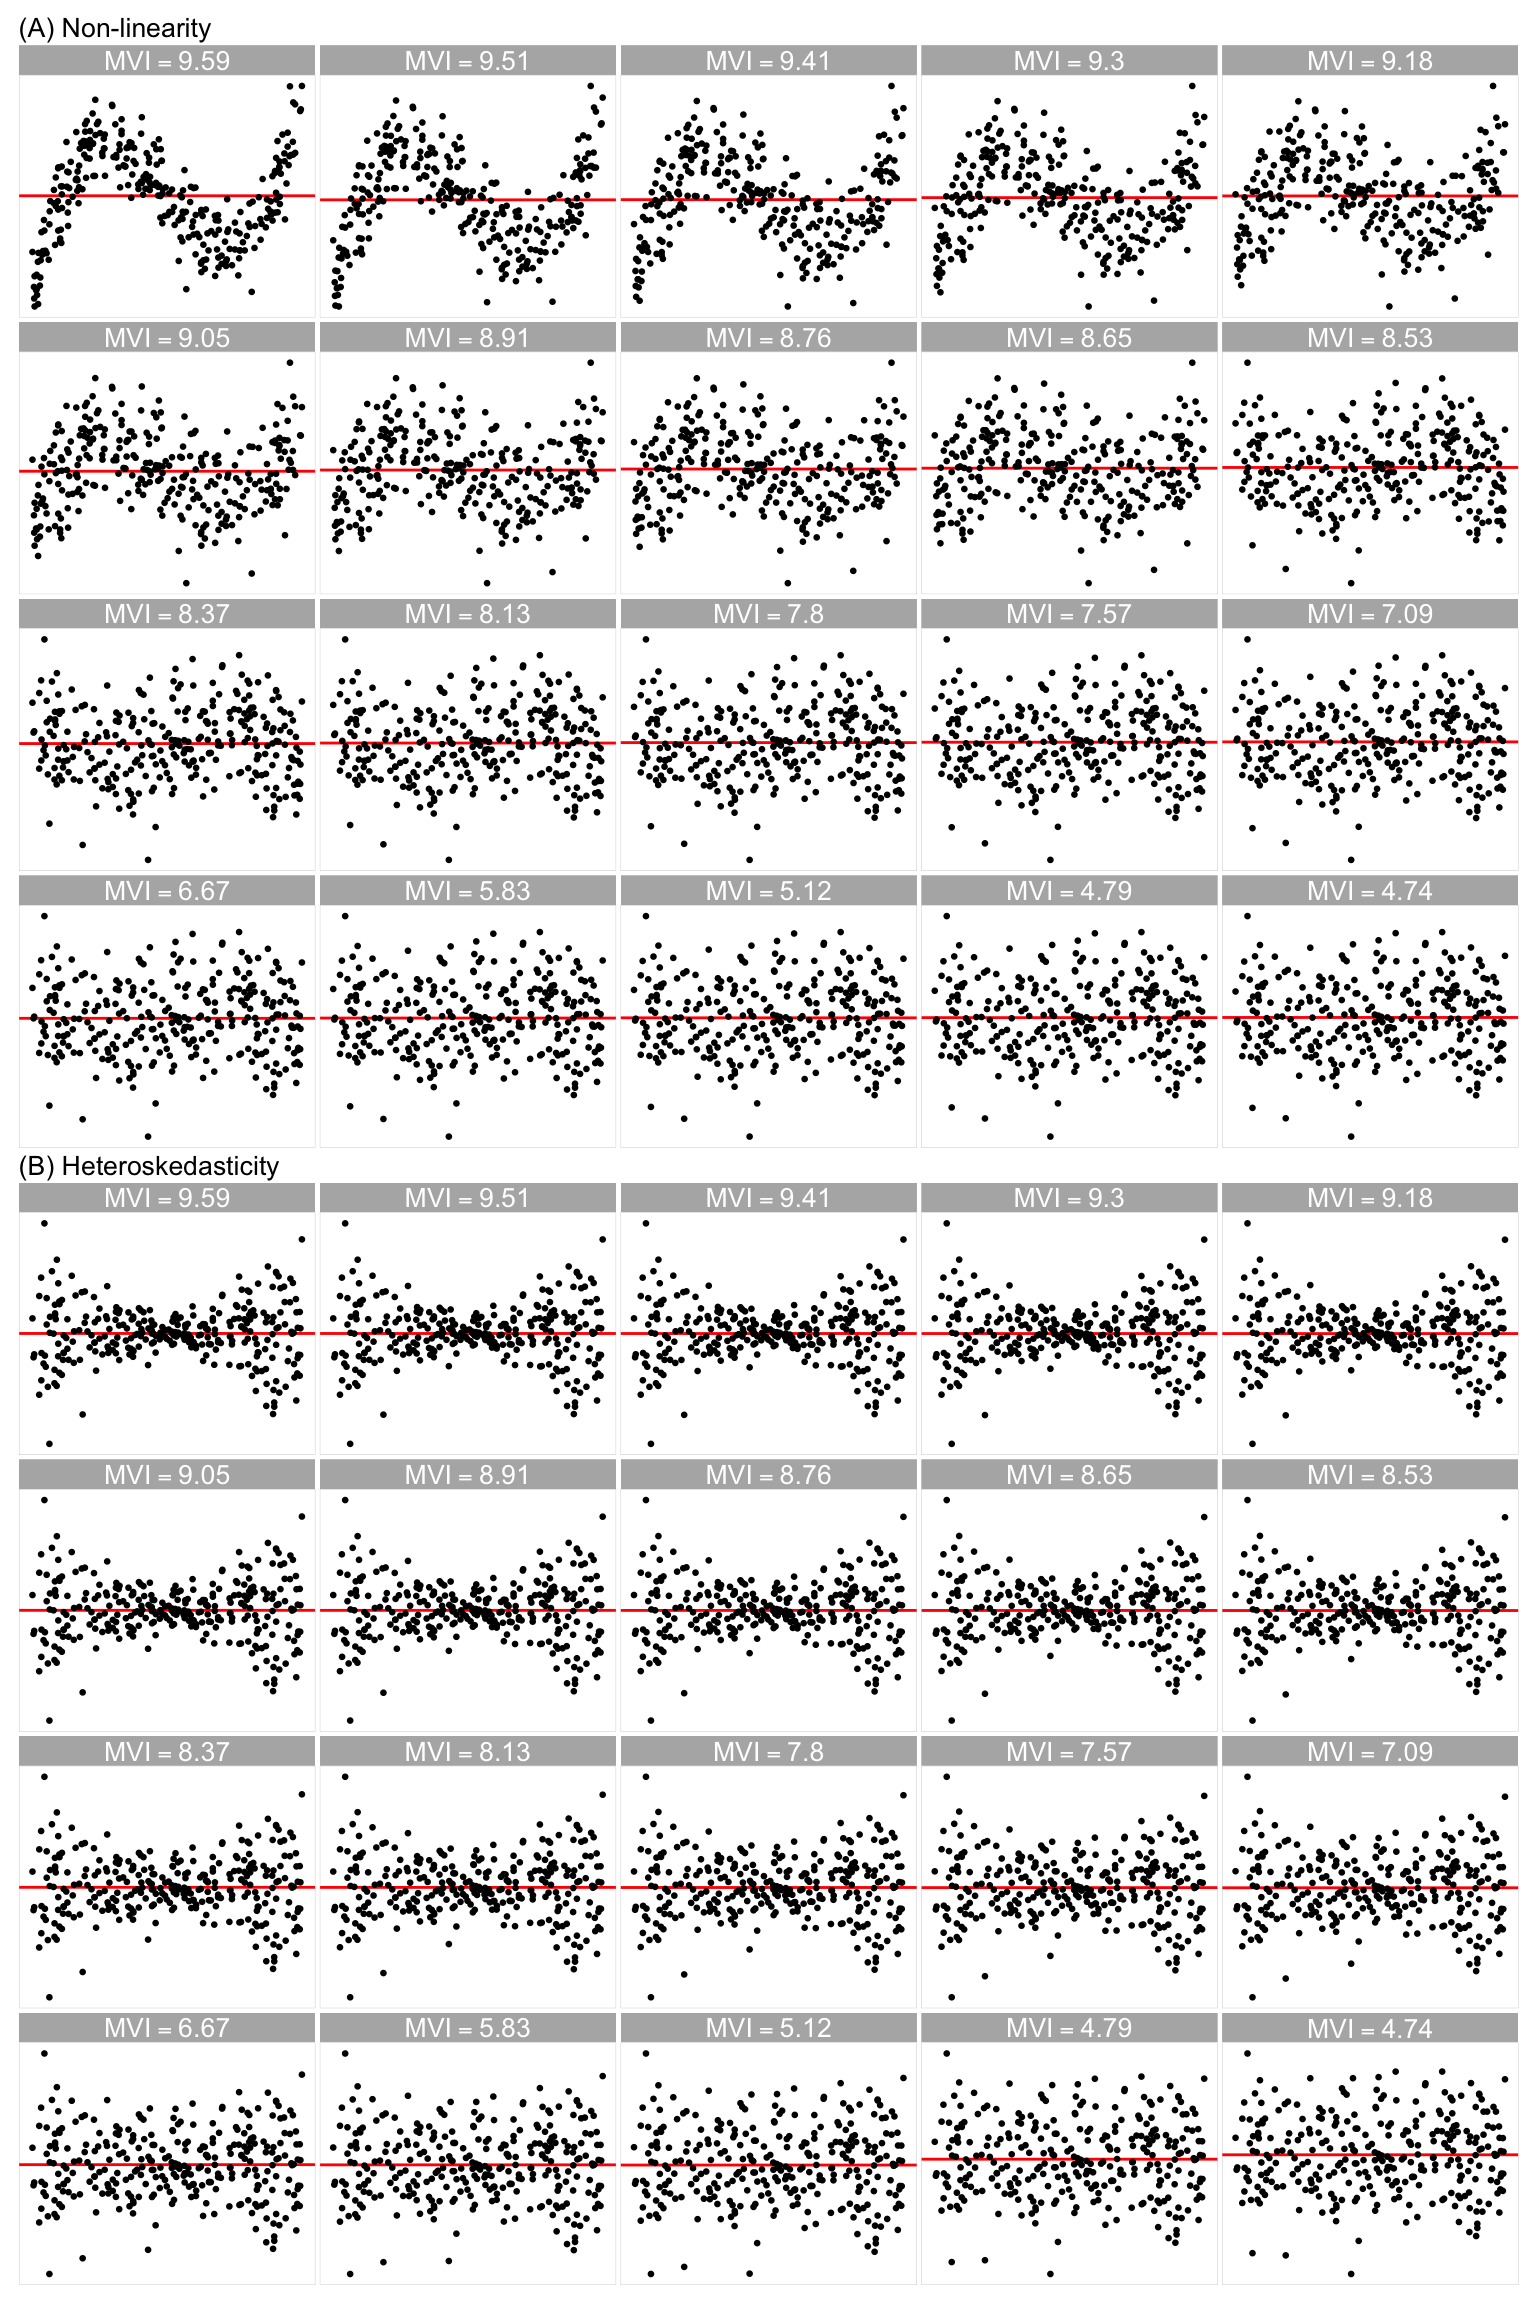 (A) Non-linearity
MVI = 9.59 MVI = 9.51 MVI = 9.41 MVI = 9.3 MVI = 9.18
MVI = 9.05 MVI = 8.91 MVI = 8.76 MVI = 8.65 MVI = 8.53
MVI = 8.37 MVI = 8.13 MVI = 7.8 MVI = 7.57 MVI = 7.09
MVI = 6.67 MVI = 5.83 MVI = 5.12 MVI = 4.79 MVI = 4.74
(B) Heteroskedasticity
MVI = 9.59 MVI = 9.51 MVI = 9.41 MVI = 9.3 MVI = 9.18
MVI = 9.05 MVI = 8.91 MVI = 8.76 MVI = 8.65 MVI = 8.53
MVI = 8.37 MVI = 8.13 MVI = 7.8 MVI = 7.57 MVI = 7.09
MVI = 6.67 MVI = 5.83 MVI = 5.12 MVI = 4.79 MVI = 4.74